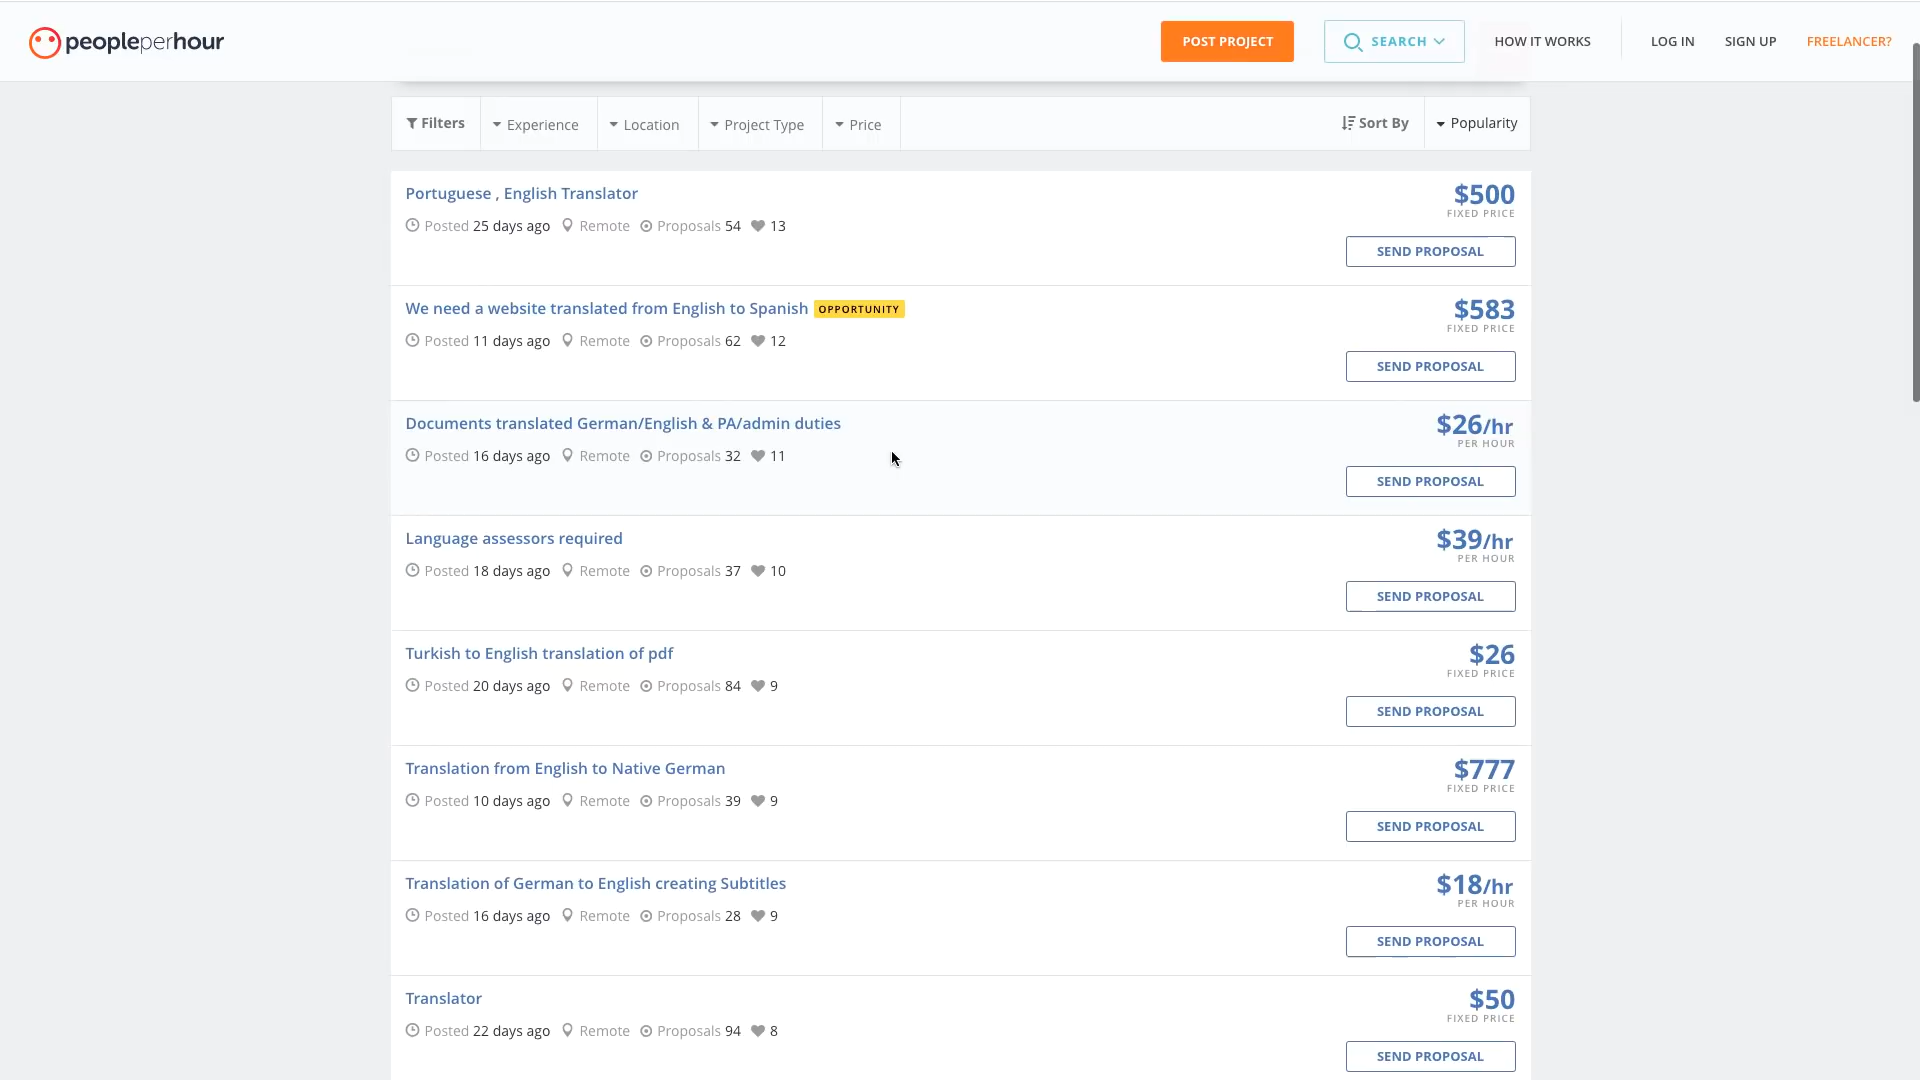 peopleperhour POST PROJECT SEARCH HOW IT WORKS LOG IN SIGN UP FREELANCER?
Filters Experience Location Project Type Price Sort By Popularity
Portuguese , English Translator
$500
FIXED PRICE
Posted 25 days ago Remote Proposals 54 13
SEND PROPOSAL
We need a website translated from English to Spanish OPPORTUNITY
$583
FIXED PRICE
Posted 11 days ago Remote Proposals 62 12
SEND PROPOSAL
Documents translated German/English & PA/admin duties
$26/hr
PER HOUR
Posted 16 days ago Remote Proposals 32 11
SEND PROPOSAL
Language assessors required
$39/hr
PER HOUR
Posted 18 days ago Remote Proposals 37 10
SEND PROPOSAL
Turkish to English translation of pdf
$26
FIXED PRICE
Posted 20 days ago Remote Proposals 84 9
SEND PROPOSAL
Translation from English to Native German
$777
FIXED PRICE
Posted 10 days ago Remote Proposals 39 9
SEND PROPOSAL
Translation of German to English creating Subtitles
$18/hr
PER HOUR
Posted 16 days ago Remote Proposals 28 9
SEND PROPOSAL
Translator
$50
FIXED PRICE
Posted 22 days ago Remote Proposals 94 8
SEND PROPOSAL